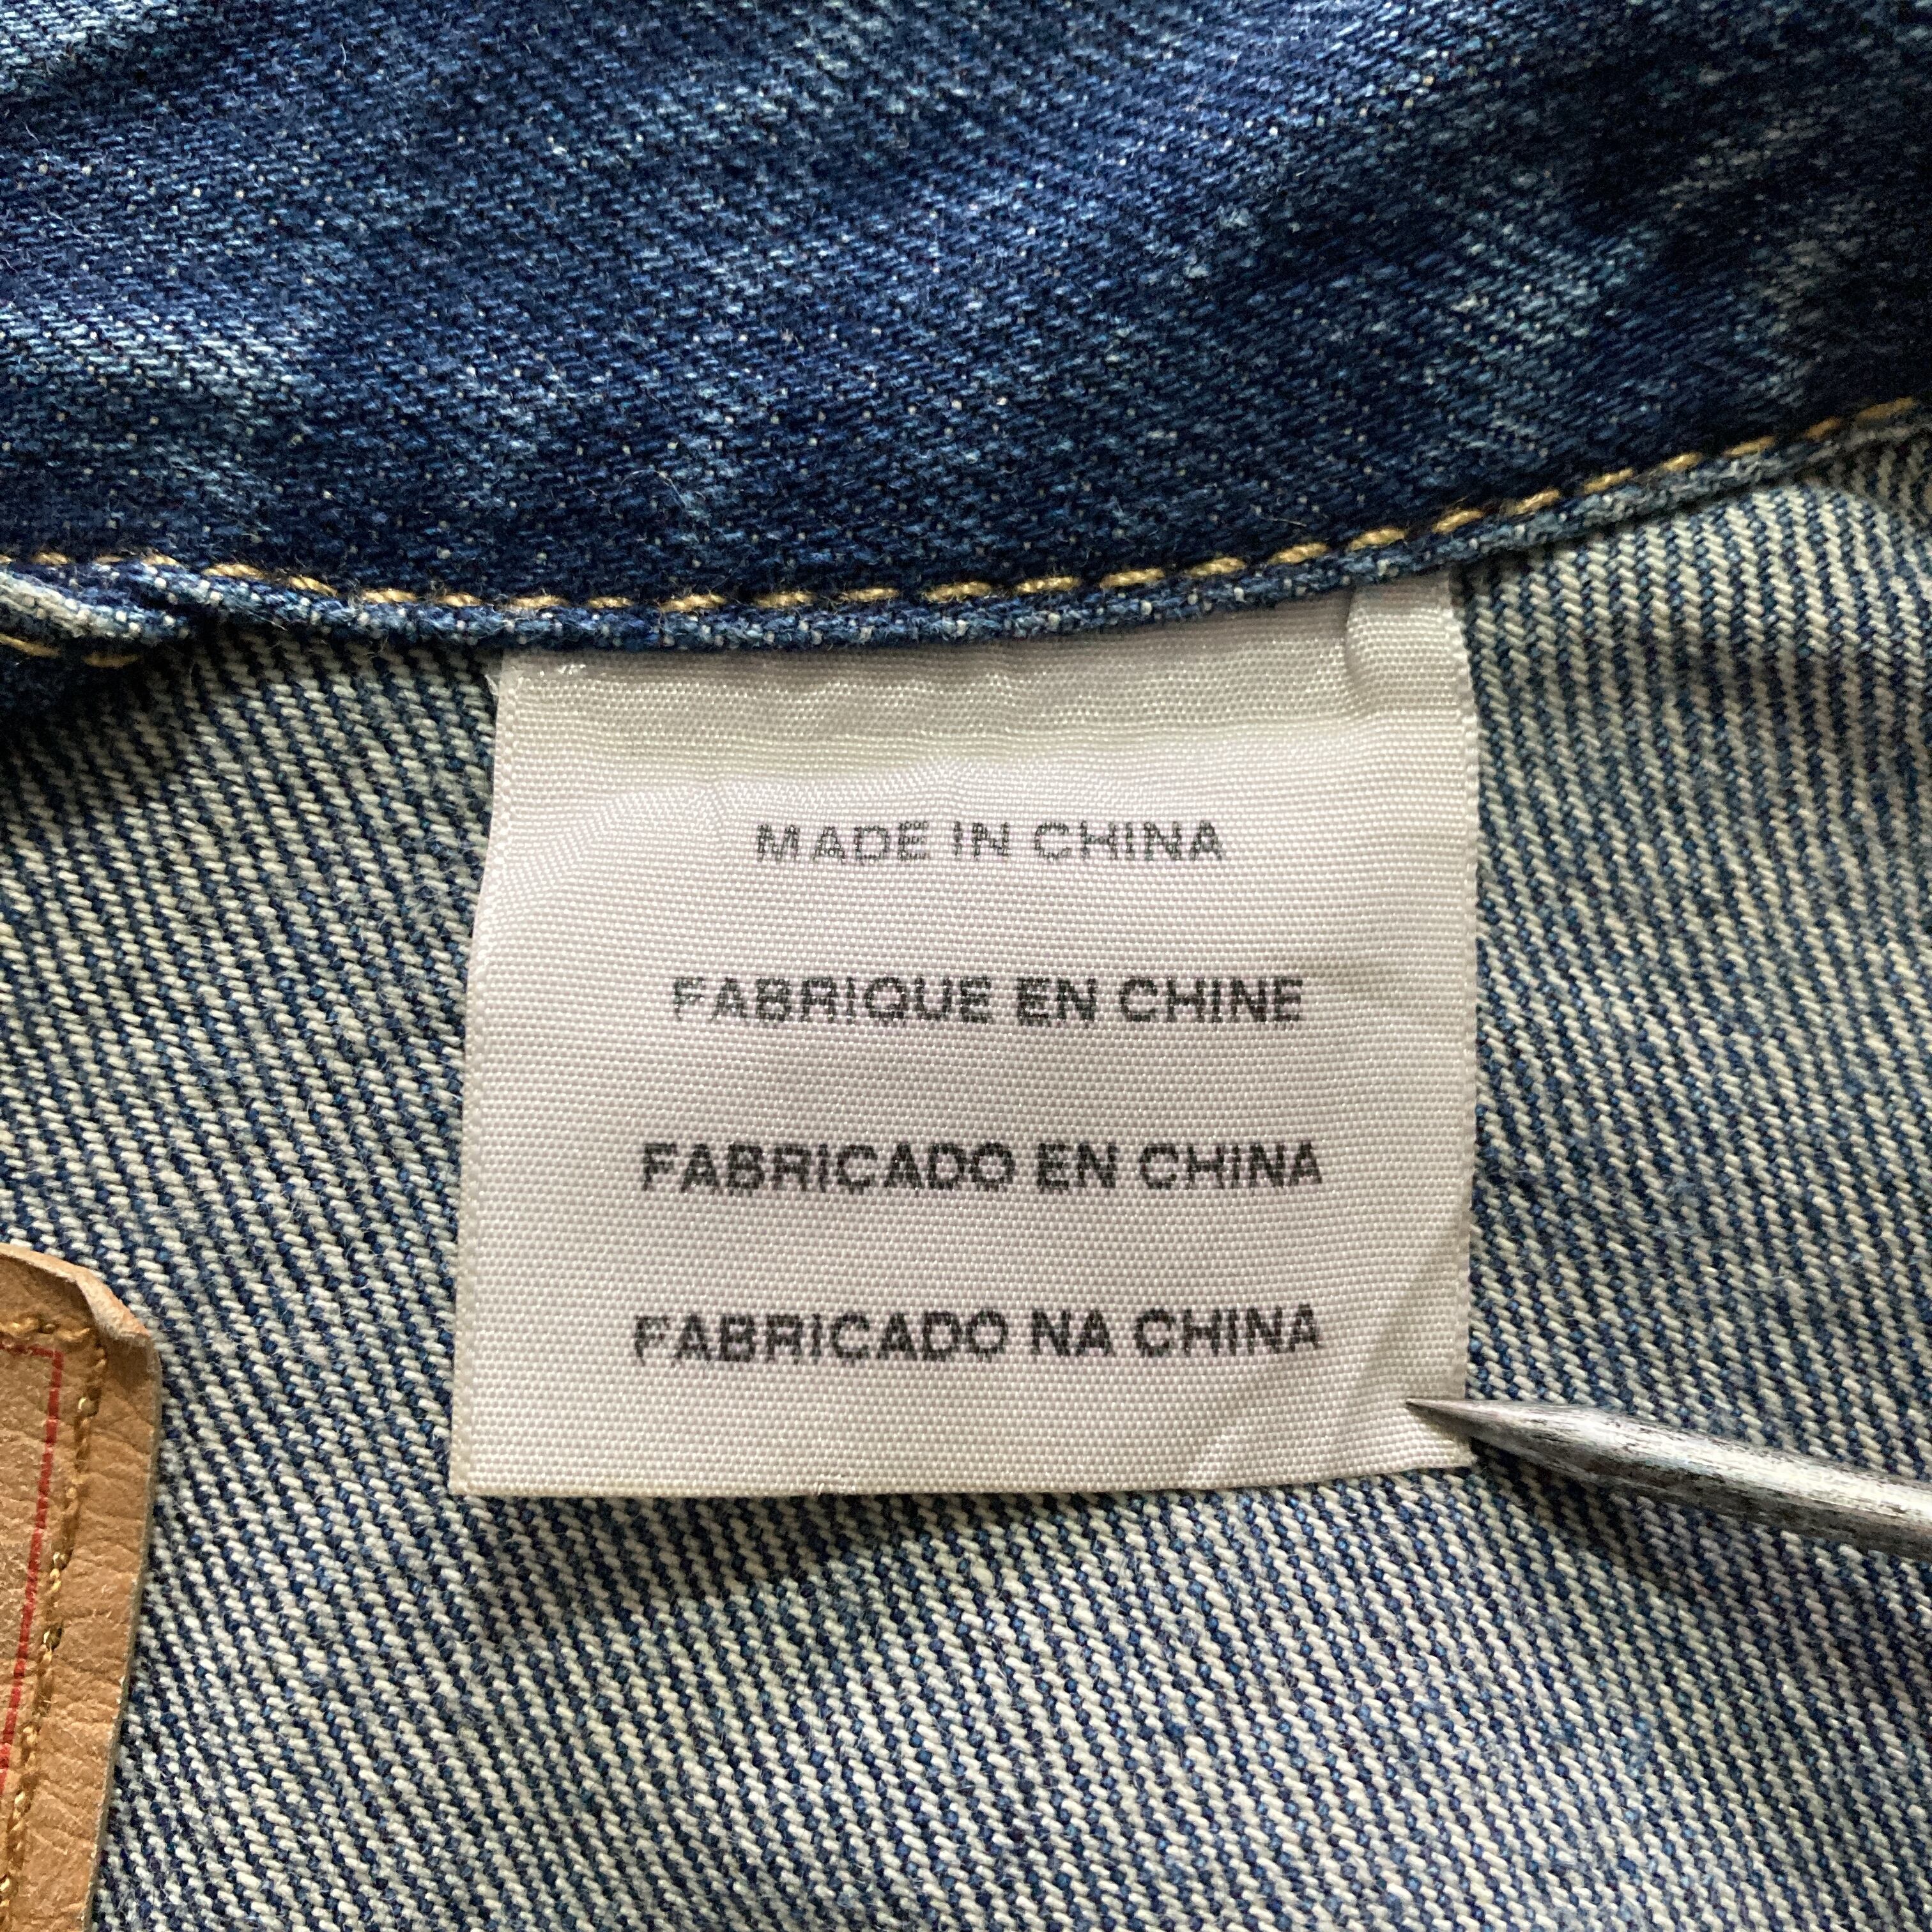 MADE IN CHINA
FABRIQUE EN CHINE
FABRICADO EN CHINA
FABRICADO NA CHINA